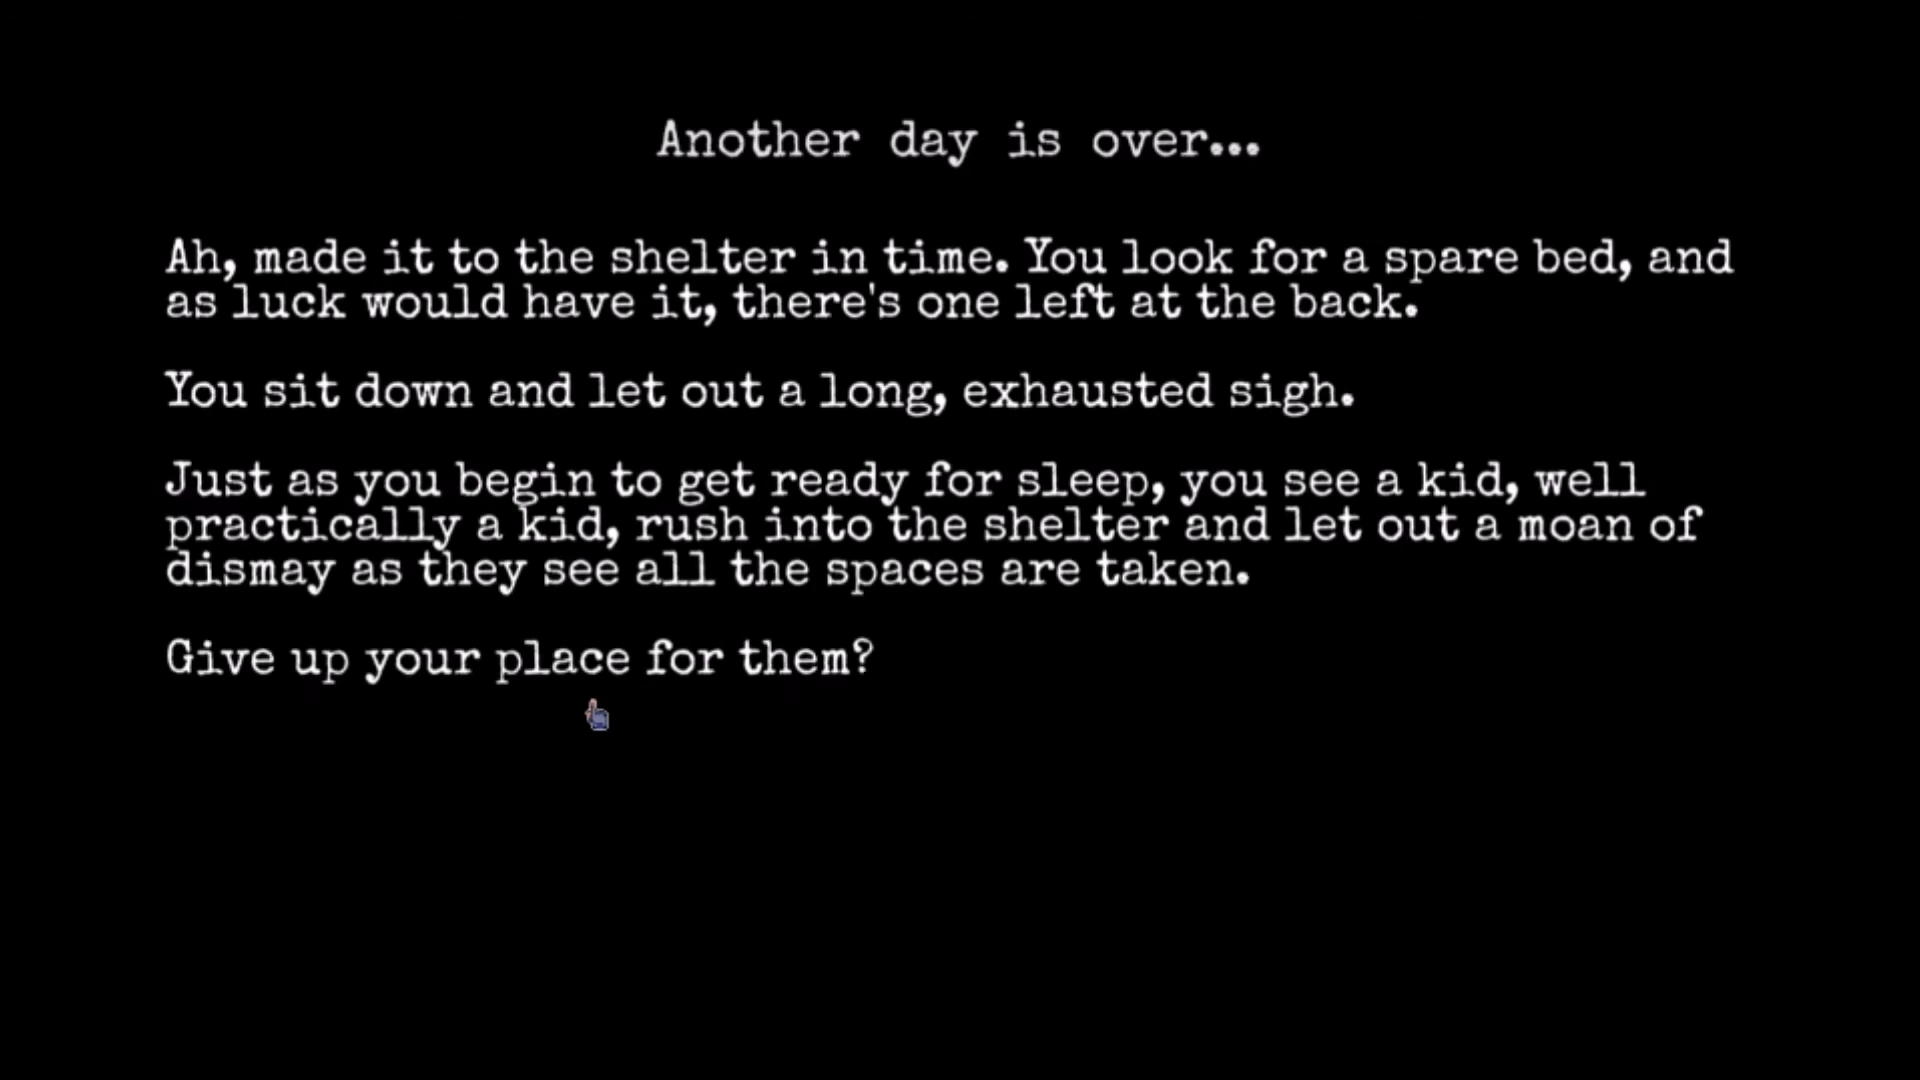 Another day is over...
Ah, made it to the shelter in time. You look for a spare bed, and
as luck would have it, there's one left at the back.
You sit down and let out a long, exhausted sigh.
Just as you begin to get ready for sleep, you see a kid, well
practically a kid, rush into the shelter and let out a moan of
dismay as they see all the spaces are taken.
Give up your place for them?